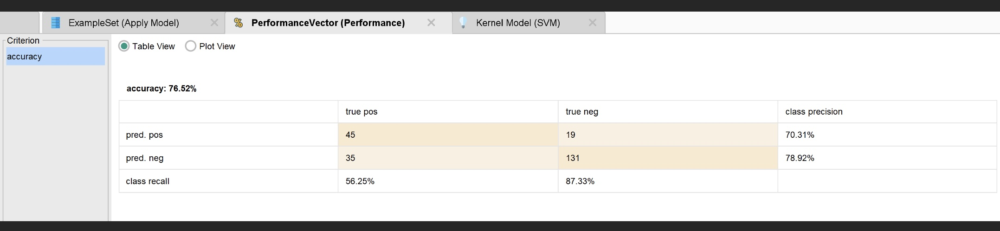 ExampleSet (Apply Model) PerformanceVector (Performance) Kernel Model (SVM)
Criterion
accuracy
Table View Plot View
accuracy: 76.52%
true pos true neg class precision
pred. pos 45 19 70.31%
pred. neg 35 131 78.92%
class recall 56.25% 87.33%